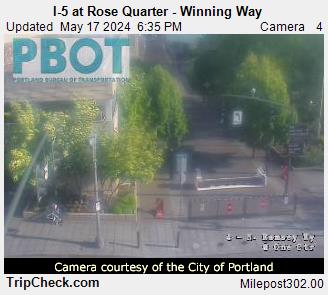 I-5 at Rose Quarter - Winning Way
Updated May 17 2024 6:35 PM Camera 4
PBOT
PORTLAND BUREAU OF TRANSPORTATION
Camera courtesy of the City of Portland
TripCheck.com Milepost302.00